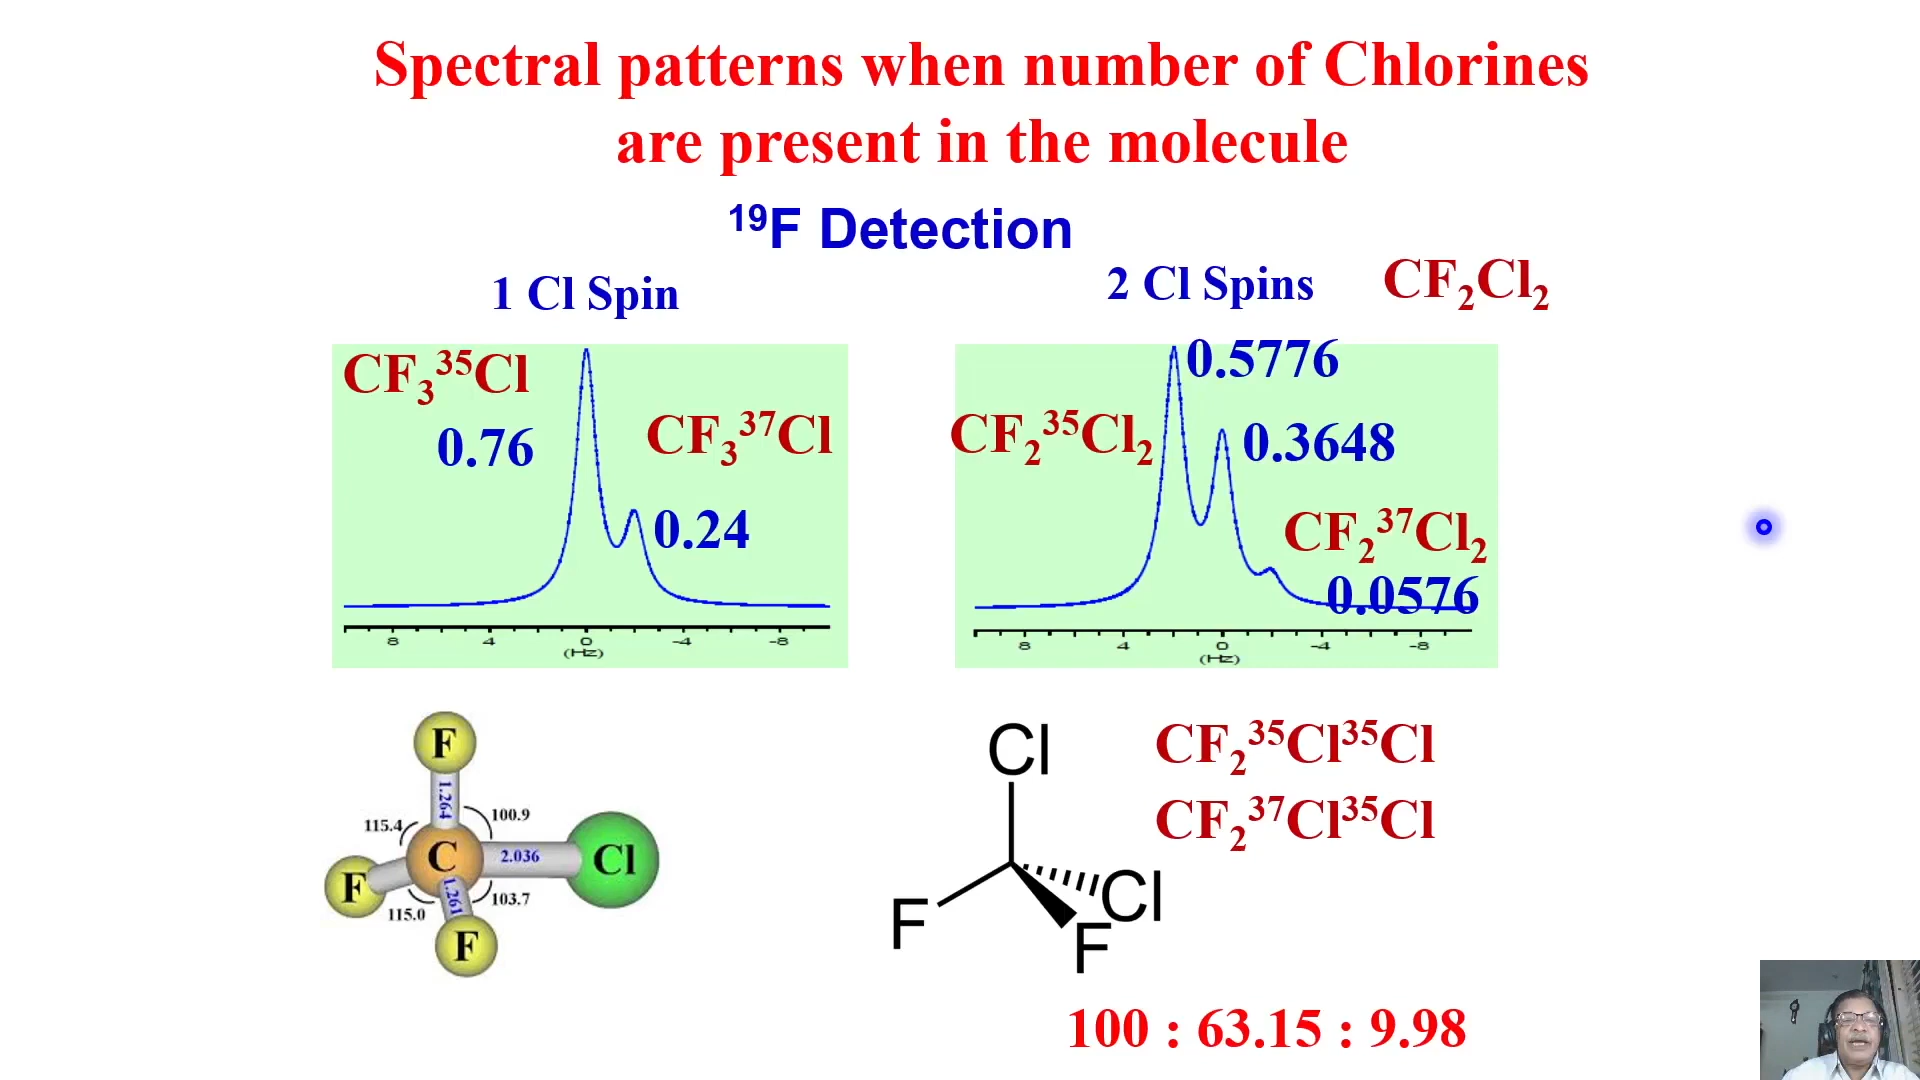 Spectral patterns when number of Chlorines
are present in the molecule
¹⁹F Detection
1 Cl Spin
2 Cl Spins
CF₂Cl₂
CF₃³⁵Cl
0.76
CF₃³⁷Cl
0.24
8 4 0 -4 -8
(Hz)
0.5776
CF₂³⁵Cl₂
0.3648
CF₂³⁷Cl₂
0.0576
8 4 0 -4 -8
(Hz)
F
1.264
115.4
100.9
C
2.036
Cl
F
1.261
115.0
103.7
F
Cl
Cl
F
F
CF₂³⁵Cl³⁵Cl
CF₂³⁷Cl³⁵Cl
100 : 63.15 : 9.98